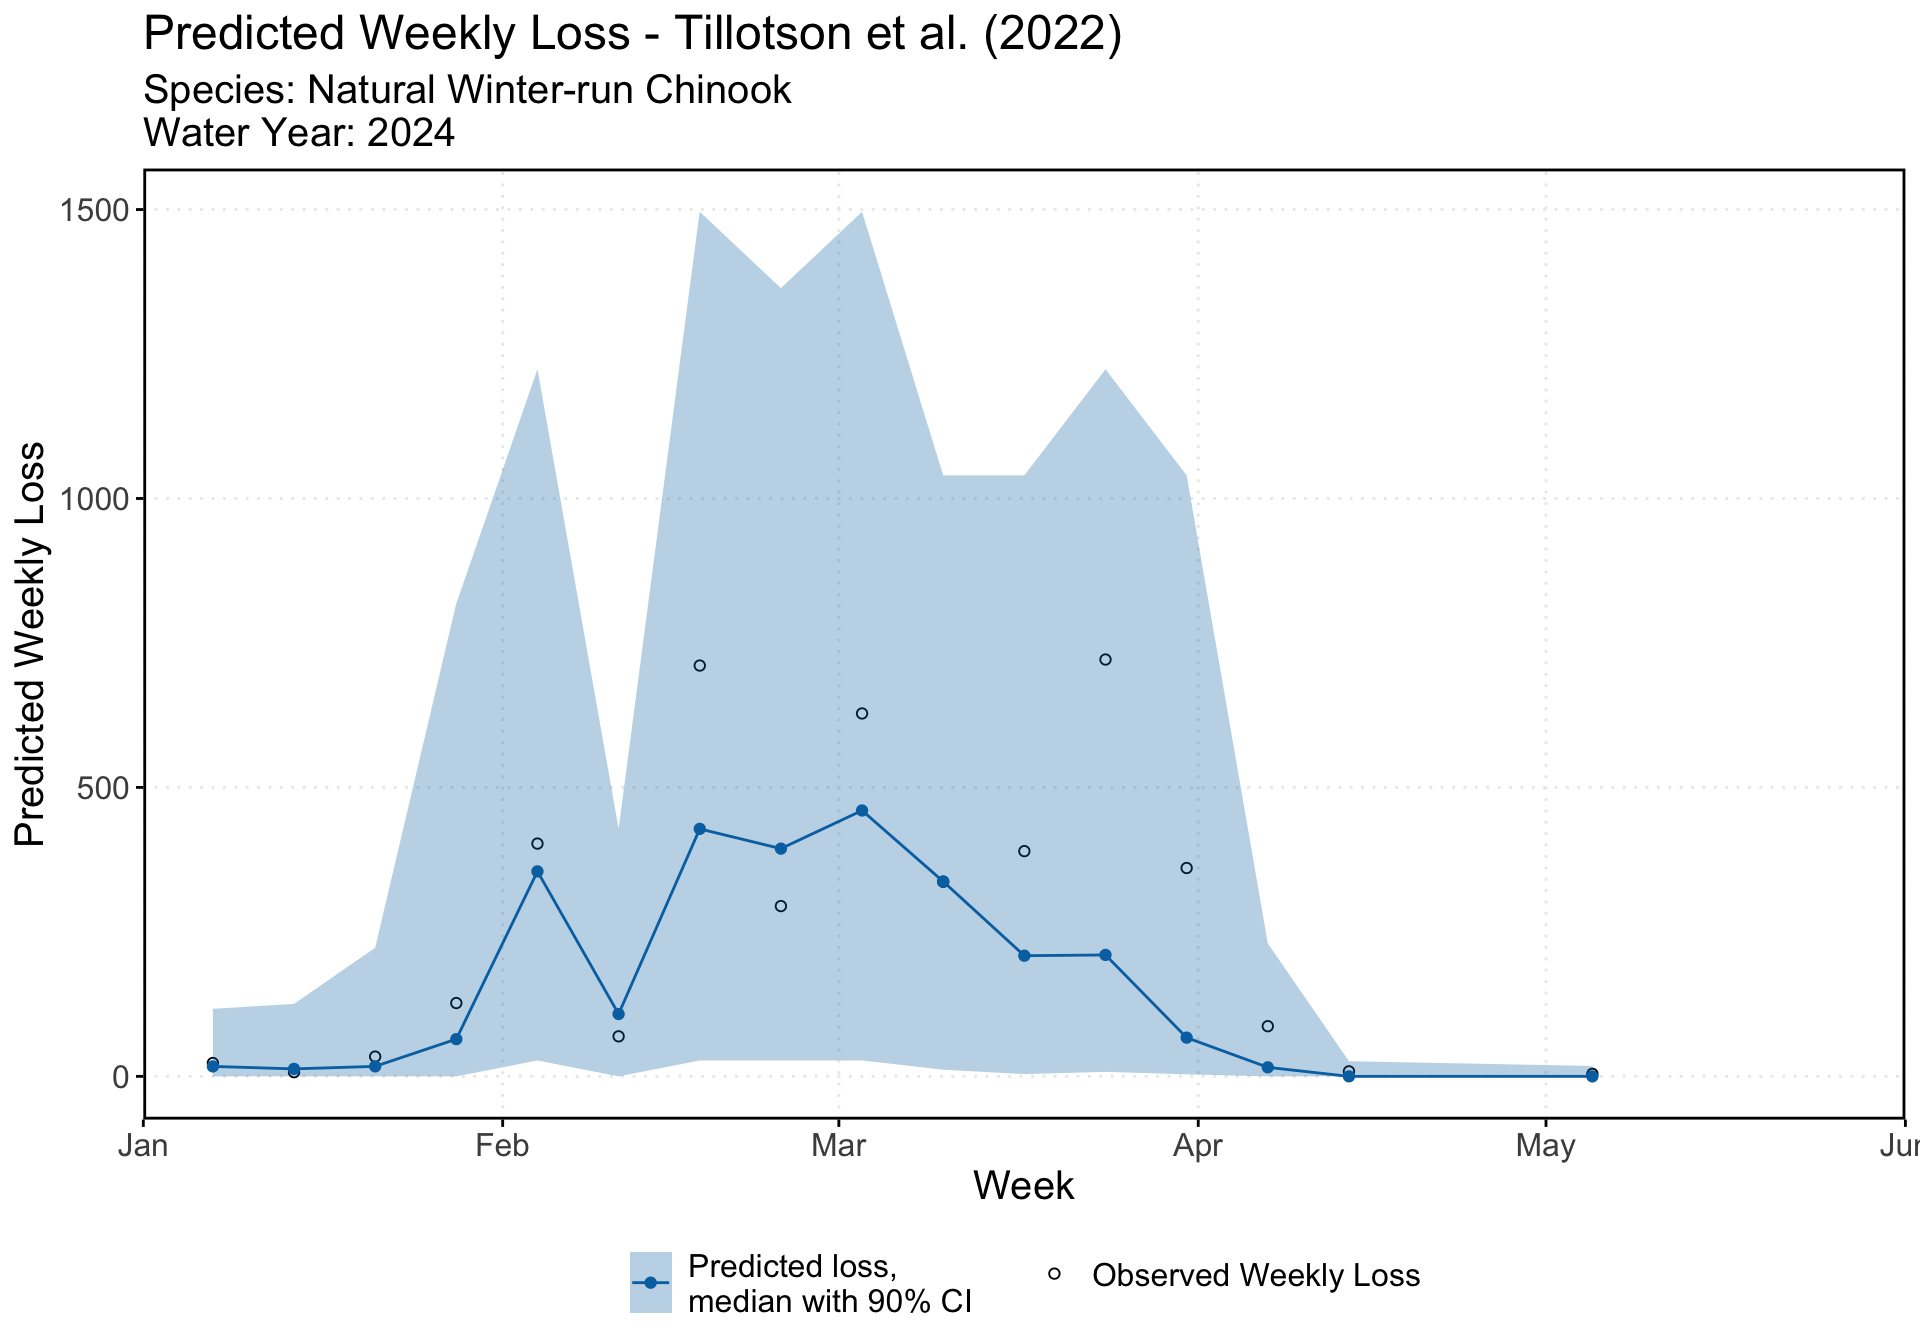 Predicted Weekly Loss - Tillotson et al. (2022)
Species: Natural Winter-run Chinook
Water Year: 2024
Predicted Weekly Loss
1500
1000
500
0
Jan
Feb
Mar
Apr
May
Jun
Week
Predicted loss,
median with 90% CI
Observed Weekly Loss